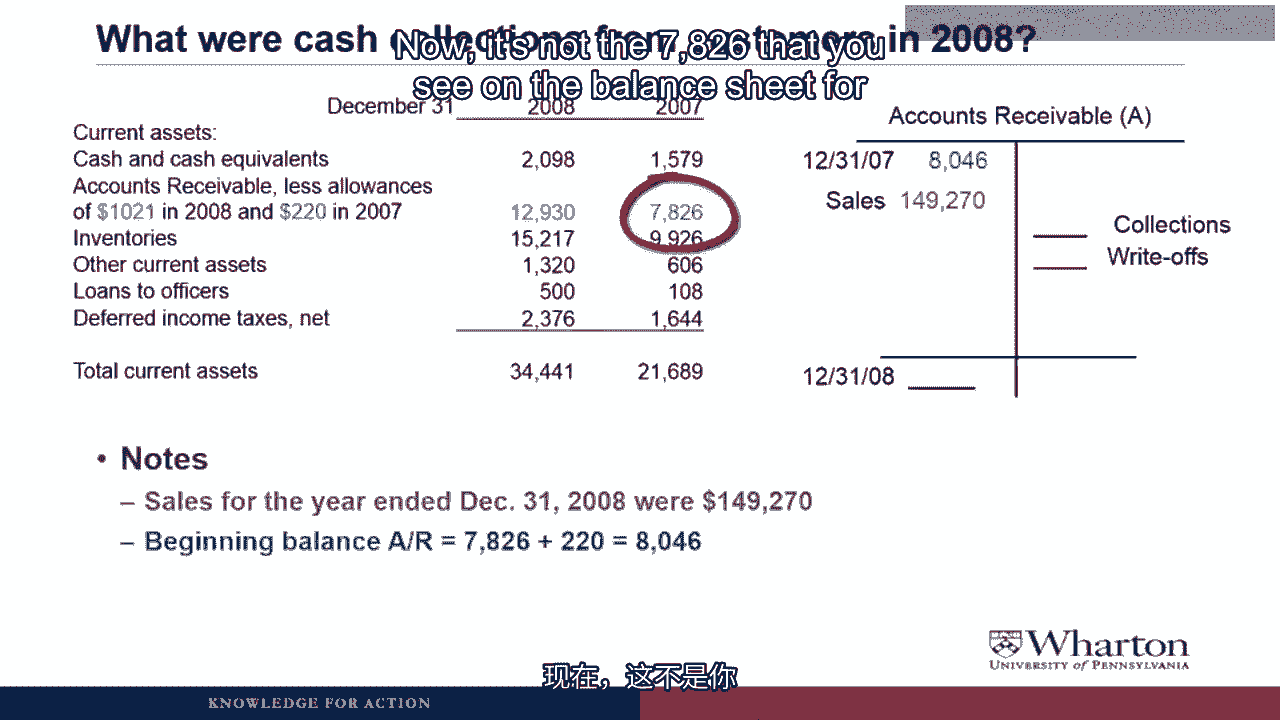 What were cash collections from customers in 2008?
Now, it's not the 7,826 that you
see on the balance sheet for
December 31 2008 2007
Current assets:
Cash and cash equivalents 2,098 1,579
Accounts Receivable, less allowances
of $1021 in 2008 and $220 in 2007 12,930 7,826
Inventories 15,217 9,926
Other current assets 1,320 606
Loans to officers 500 108
Deferred income taxes, net 2,376 1,644
Total current assets 34,441 21,689
Accounts Receivable (A)
12/31/07 8,046
Sales 149,270
Collections
Write-offs
12/31/08
• Notes
– Sales for the year ended Dec. 31, 2008 were $149,270
– Beginning balance A/R = 7,826 + 220 = 8,046
Wharton
UNIVERSITY of PENNSYLVANIA
现在，这不是你
KNOWLEDGE FOR ACTION